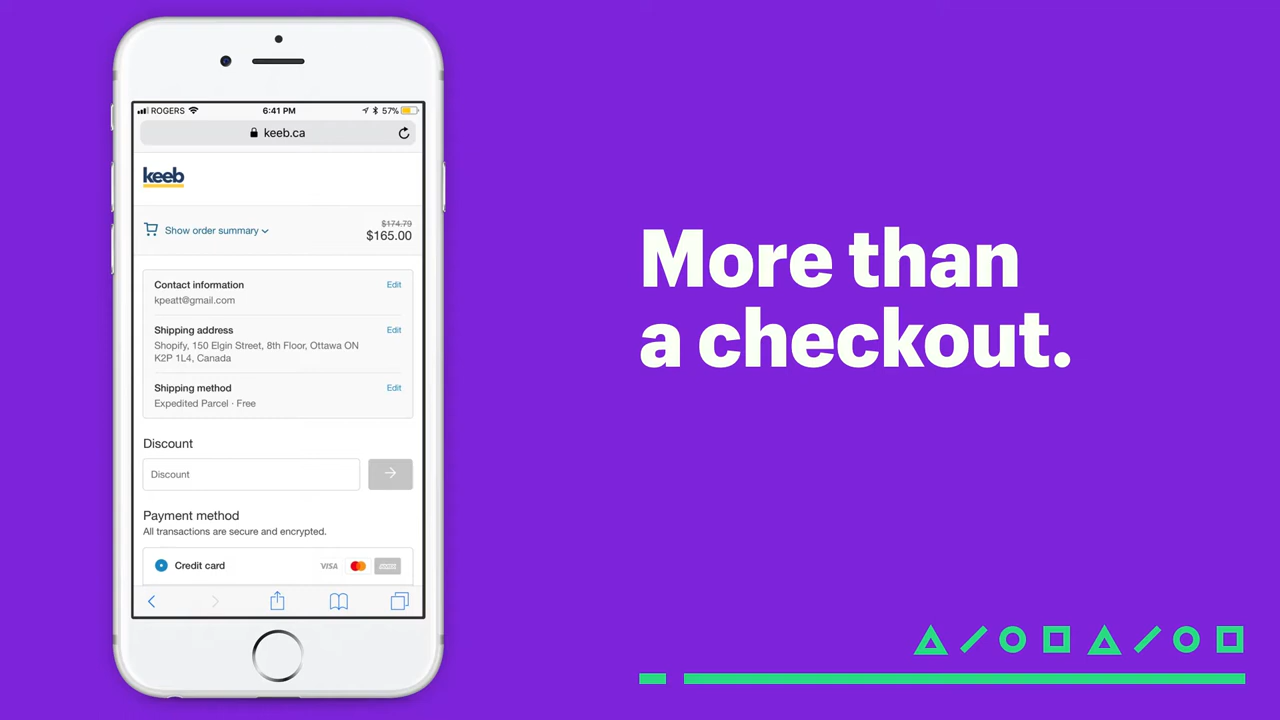 ROGERS 6:41 PM 57%
keeb.ca
keeb
Show order summary $174.79
$165.00
Contact information Edit
kpeatt@gmail.com
Shipping address Edit
Shopify, 150 Elgin Street, 8th Floor, Ottawa ON
K2P 1L4, Canada
Shipping method Edit
Expedited Parcel · Free
Discount
Discount
Payment method
All transactions are secure and encrypted.
Credit card VISA
More than
a checkout.